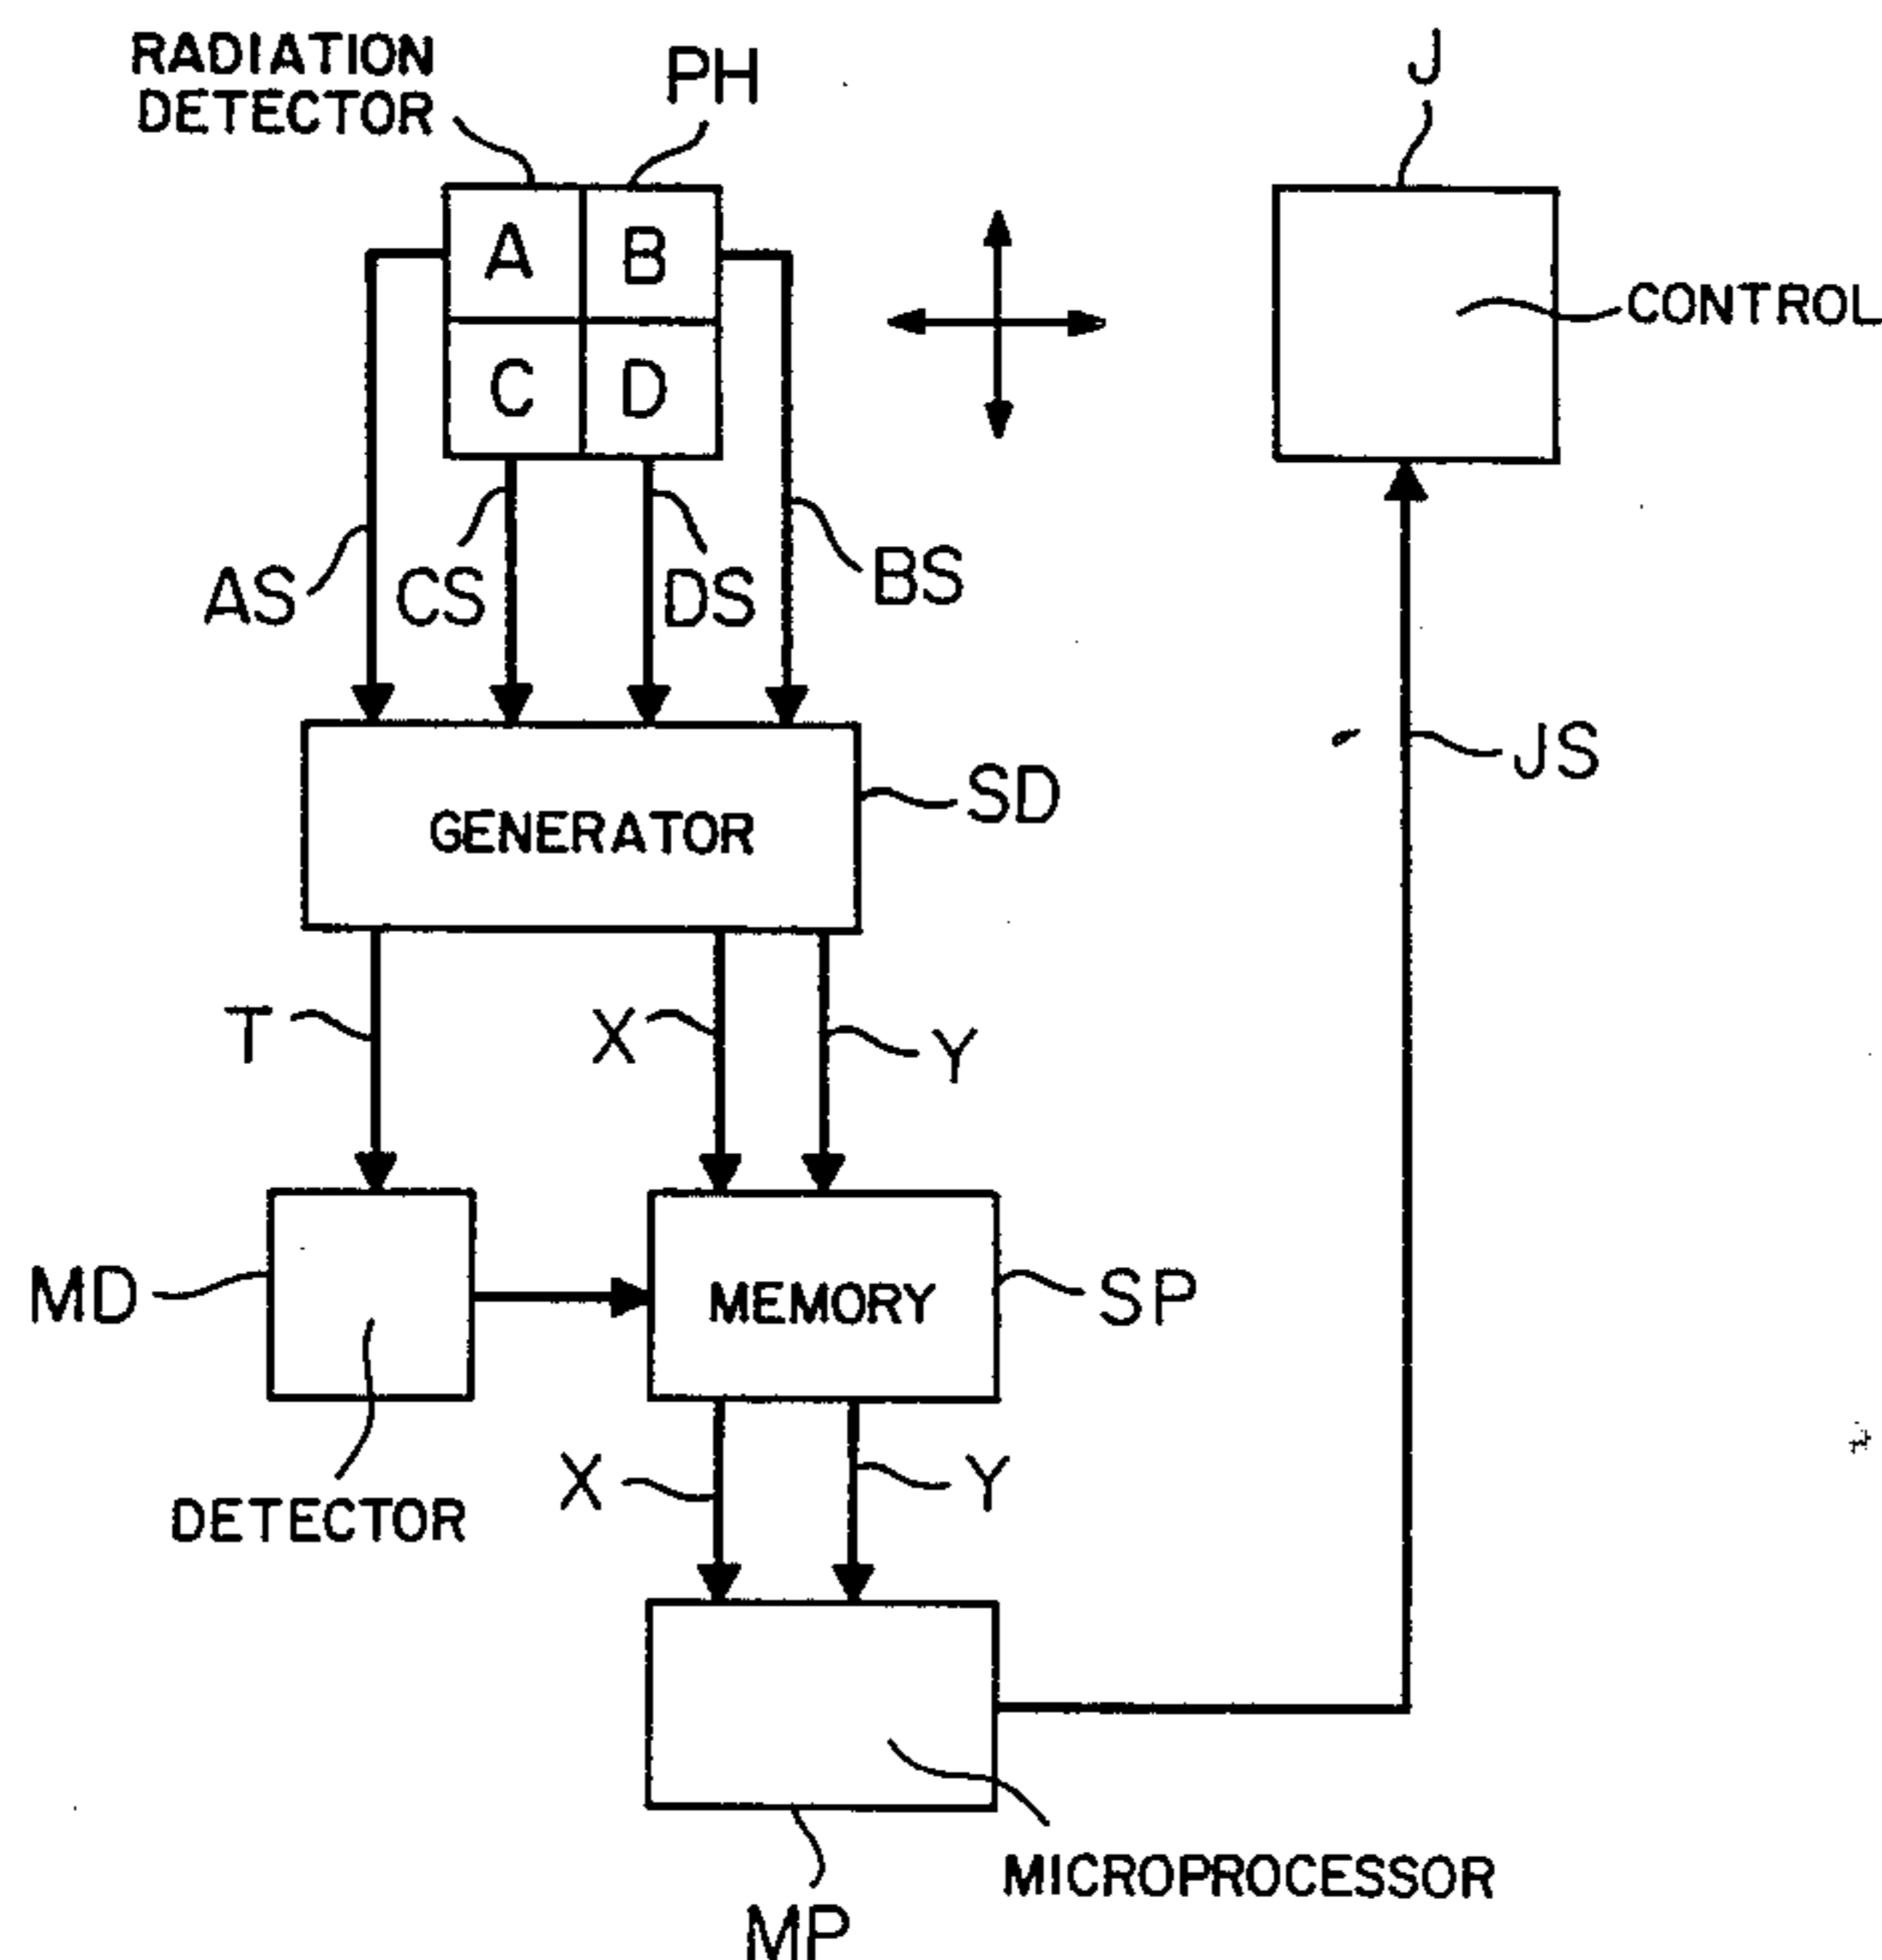 RADIATION
DETECTOR
PH
J
A
B
C
D
CONTROL
AS
CS
DS
BS
JS
GENERATOR
SD
T
X
Y
MD
MEMORY
SP
DETECTOR
X
Y
MICROPROCESSOR
MP